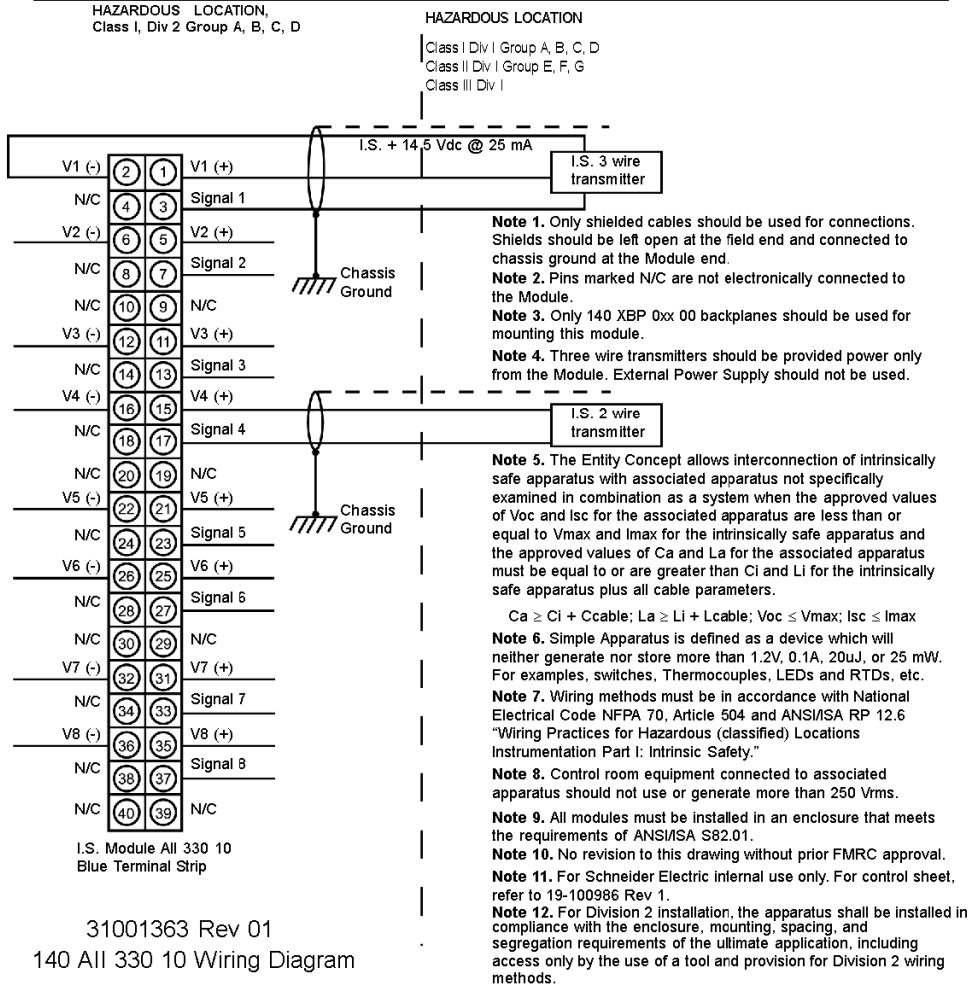 HAZARDOUS LOCATION,
Class I, Div 2 Group A, B, C, D
HAZARDOUS LOCATION
Class I Div I Group A, B, C, D
Class II Div I Group E, F, G
Class III Div I
I.S. + 14.5 Vdc @ 25 mA
I.S. 3 wire
transmitter
V1 (-) 2 1 V1 (+)
N/C 4 3 Signal 1
V2 (-) 6 5 V2 (+)
N/C 8 7 Signal 2
N/C 10 9 N/C
V3 (-) 12 11 V3 (+)
N/C 14 13 Signal 3
V4 (-) 16 15 V4 (+)
N/C 18 17 Signal 4
N/C 20 19 N/C
V5 (-) 22 21 V5 (+)
N/C 24 23 Signal 5
V6 (-) 26 25 V6 (+)
N/C 28 27 Signal 6
N/C 30 29 N/C
V7 (-) 32 31 V7 (+)
N/C 34 33 Signal 7
V8 (-) 36 35 V8 (+)
N/C 38 37 Signal 8
N/C 40 39 N/C
Chassis
Ground
I.S. 2 wire
transmitter
Chassis
Ground
I.S. Module AII 330 10
Blue Terminal Strip
31001363 Rev 01
140 AII 330 10 Wiring Diagram
Note 1. Only shielded cables should be used for connections.
Shields should be left open at the field end and connected to
chassis ground at the Module end.
Note 2. Pins marked N/C are not electronically connected to
the Module.
Note 3. Only 140 XBP 0xx 00 backplanes should be used for
mounting this module.
Note 4. Three wire transmitters should be provided power only
from the Module. External Power Supply should not be used.
Note 5. The Entity Concept allows interconnection of intrinsically
safe apparatus with associated apparatus not specifically
examined in combination as a system when the approved values
of Voc and Isc for the associated apparatus are less than or
equal to Vmax and Imax for the intrinsically safe apparatus and
the approved values of Ca and La for the associated apparatus
must be equal to or are greater than Ci and Li for the intrinsically
safe apparatus plus all cable parameters.
Ca ≥ Ci + Ccable; La ≥ Li + Lcable; Voc ≤ Vmax; Isc ≤ Imax
Note 6. Simple Apparatus is defined as a device which will
neither generate nor store more than 1.2V, 0.1A, 20uJ, or 25 mW.
For examples, switches, Thermocouples, LEDs and RTDs, etc.
Note 7. Wiring methods must be in accordance with National
Electrical Code NFPA 70, Article 504 and ANSI/ISA RP 12.6
“Wiring Practices for Hazardous (classified) Locations
Instrumentation Part I: Intrinsic Safety.”
Note 8. Control room equipment connected to associated
apparatus should not use or generate more than 250 Vrms.
Note 9. All modules must be installed in an enclosure that meets
the requirements of ANSI/ISA S82.01.
Note 10. No revision to this drawing without prior FMRC approval.
Note 11. For Schneider Electric internal use only. For control sheet,
refer to 19-100986 Rev 1.
Note 12. For Division 2 installation, the apparatus shall be installed in
compliance with the enclosure, mounting, spacing, and
segregation requirements of the ultimate application, including
access only by the use of a tool and provision for Division 2 wiring
methods.